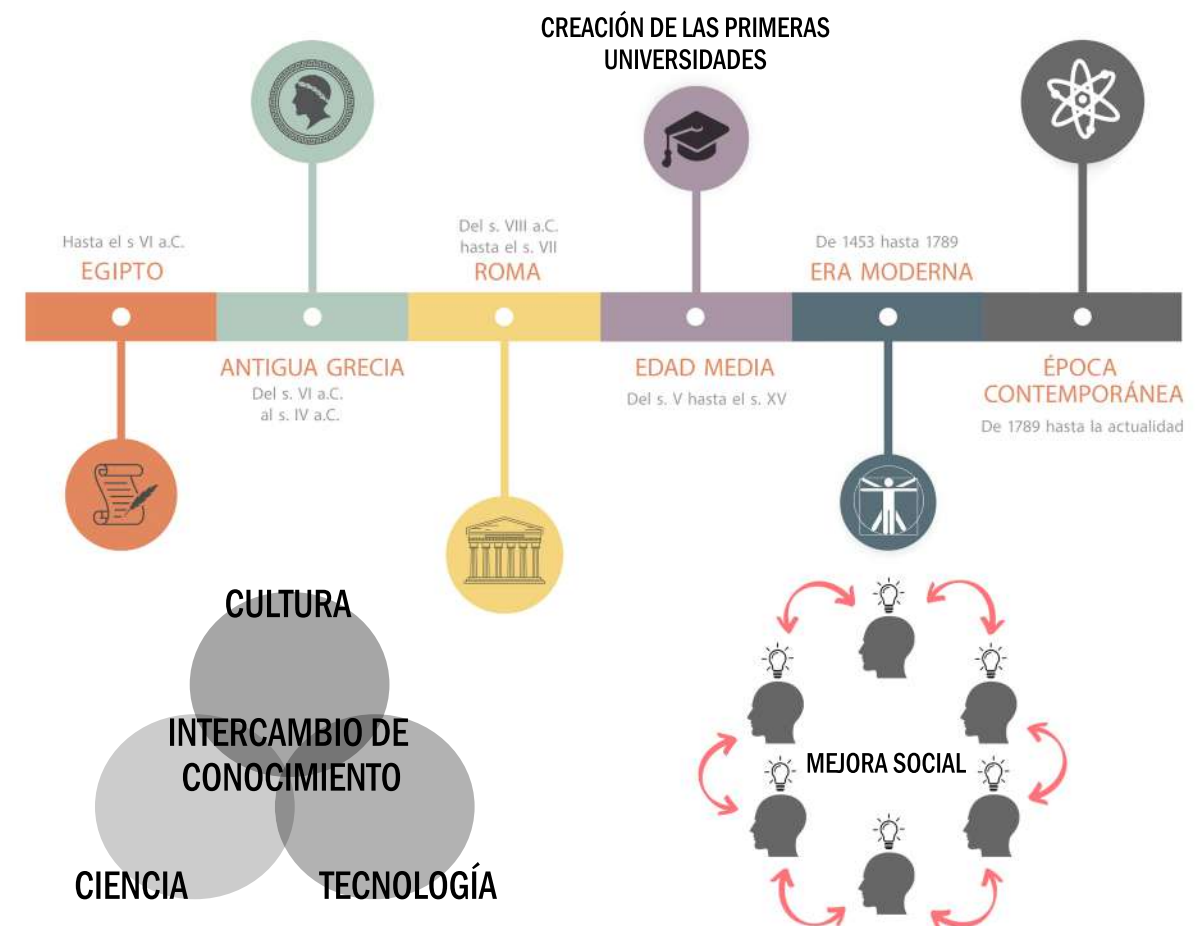 CREACIÓN DE LAS PRIMERAS
UNIVERSIDADES
Hasta el s VI a.C.
EGIPTO
ANTIGUA GRECIA
Del s. VI a.C.
al s. IV a.C.
Del s. VIII a.C.
hasta el s. VII
ROMA
EDAD MEDIA
Del s. V hasta el s. XV
De 1453 hasta 1789
ERA MODERNA
ÉPOCA
CONTEMPORÁNEA
De 1789 hasta la actualidad
CULTURA
INTERCAMBIO DE
CONOCIMIENTO
CIENCIA
TECNOLOGÍA
MEJORA SOCIAL